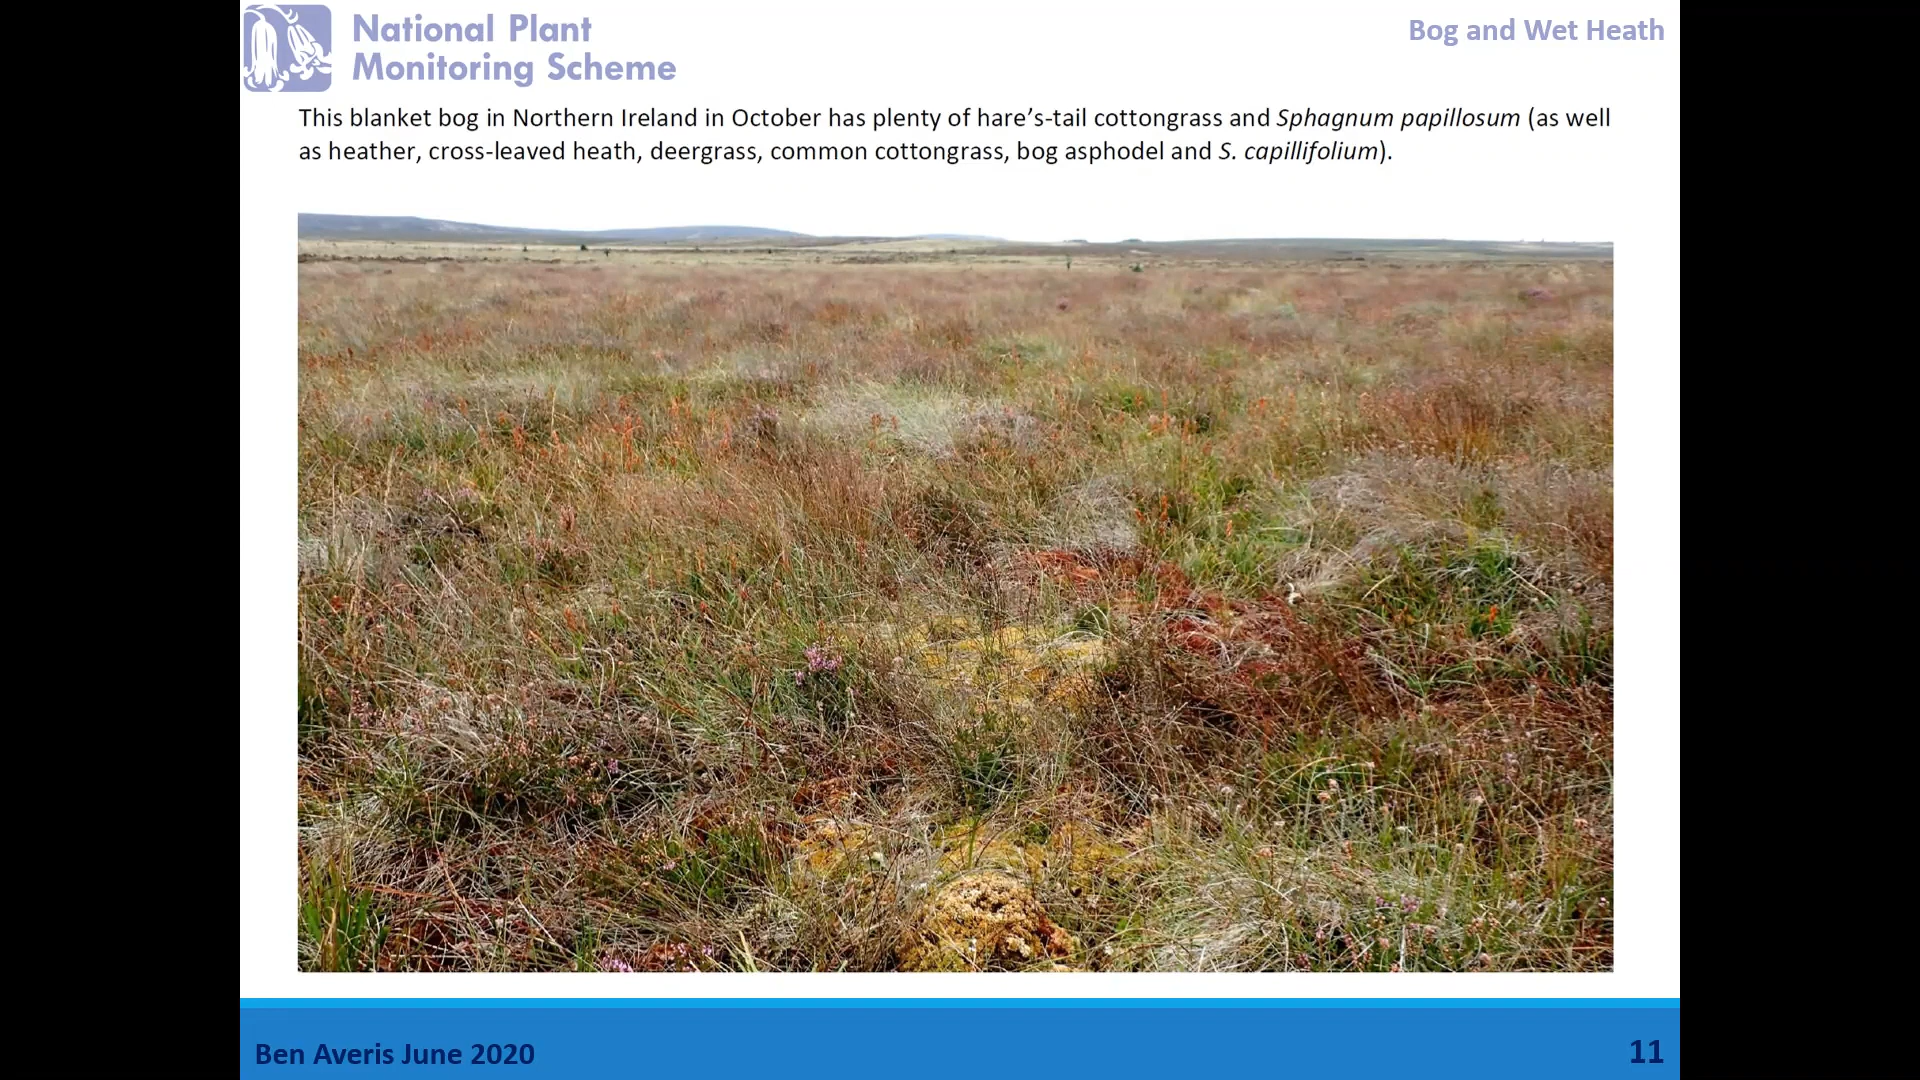 National Plant
Monitoring Scheme
Bog and Wet Heath
This blanket bog in Northern Ireland in October has plenty of hare’s-tail cottongrass and Sphagnum papillosum (as well
as heather, cross-leaved heath, deergrass, common cottongrass, bog asphodel and S. capillifolium).
Ben Averis June 2020
11